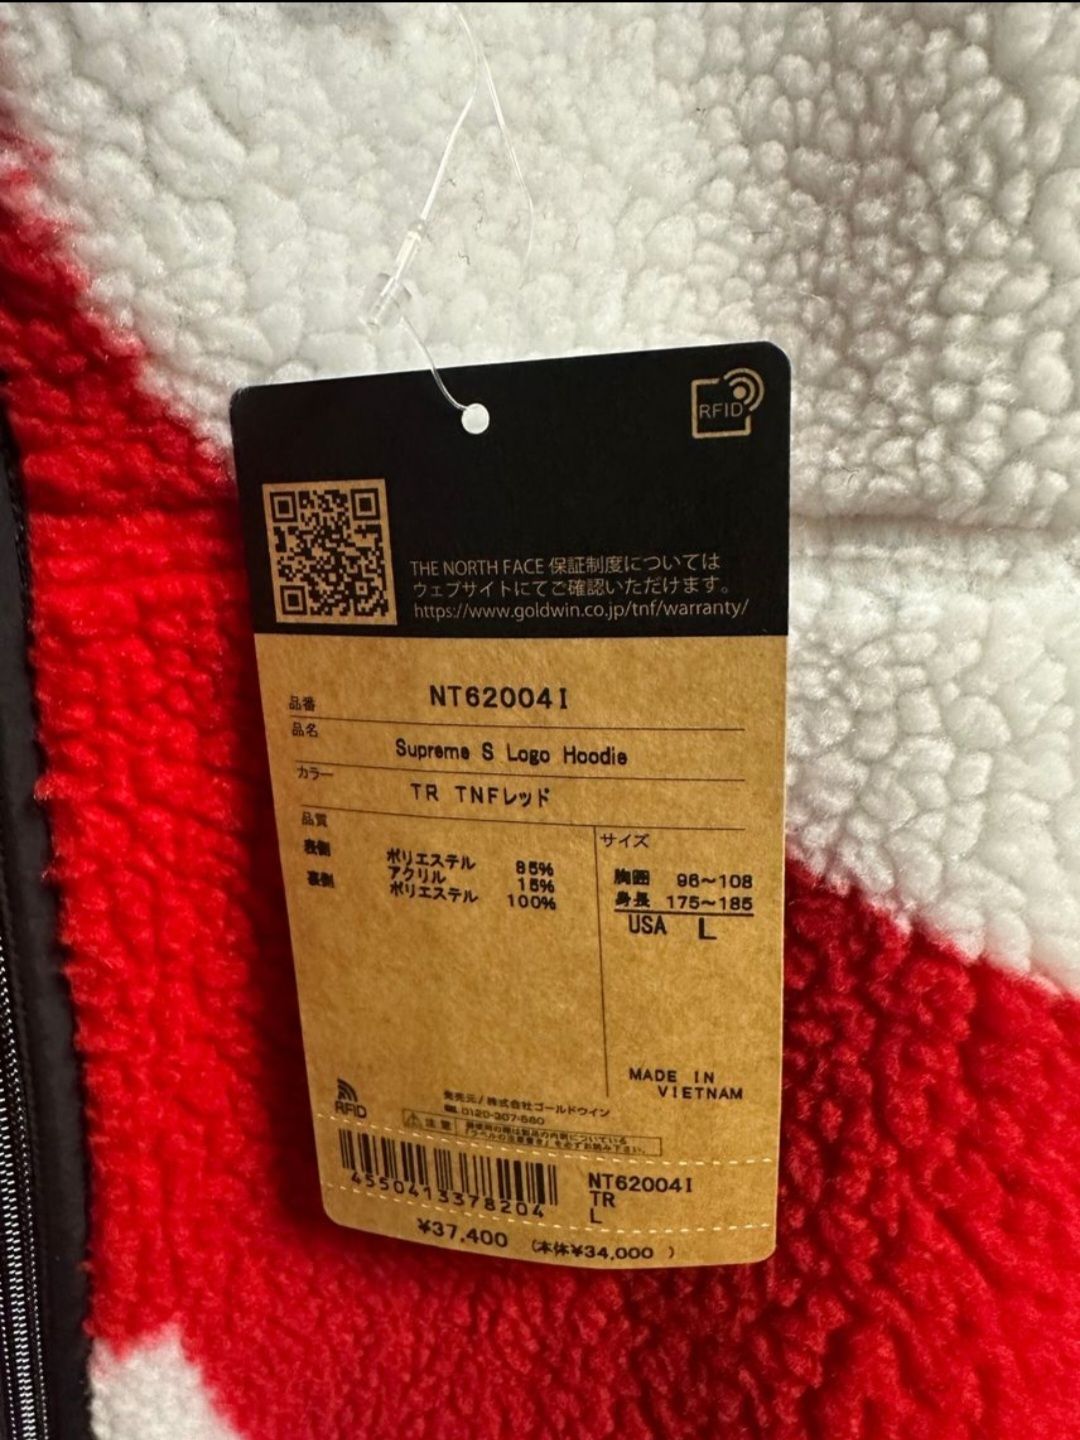 RFID
THE NORTH FACE 保証制度については
ウェブサイトにてご確認いただけます。
https://www.goldwin.co.jp/tnf/warranty/
品番 NT62004I
品名 Supreme S Logo Hoodie
カラー TR TNFレッド
品質
表側 ポリエステル 85%
アクリル 15%
裏側 ポリエステル 100%
サイズ
胸囲 96~108
身長 175~185
USA L
MADE IN
VIETNAM
RFID
発売元/株式会社ゴールドウイン
0120-307-560
注意
4550413378204
NT62004I
TR
L
¥37,400 (本体¥34,000 )